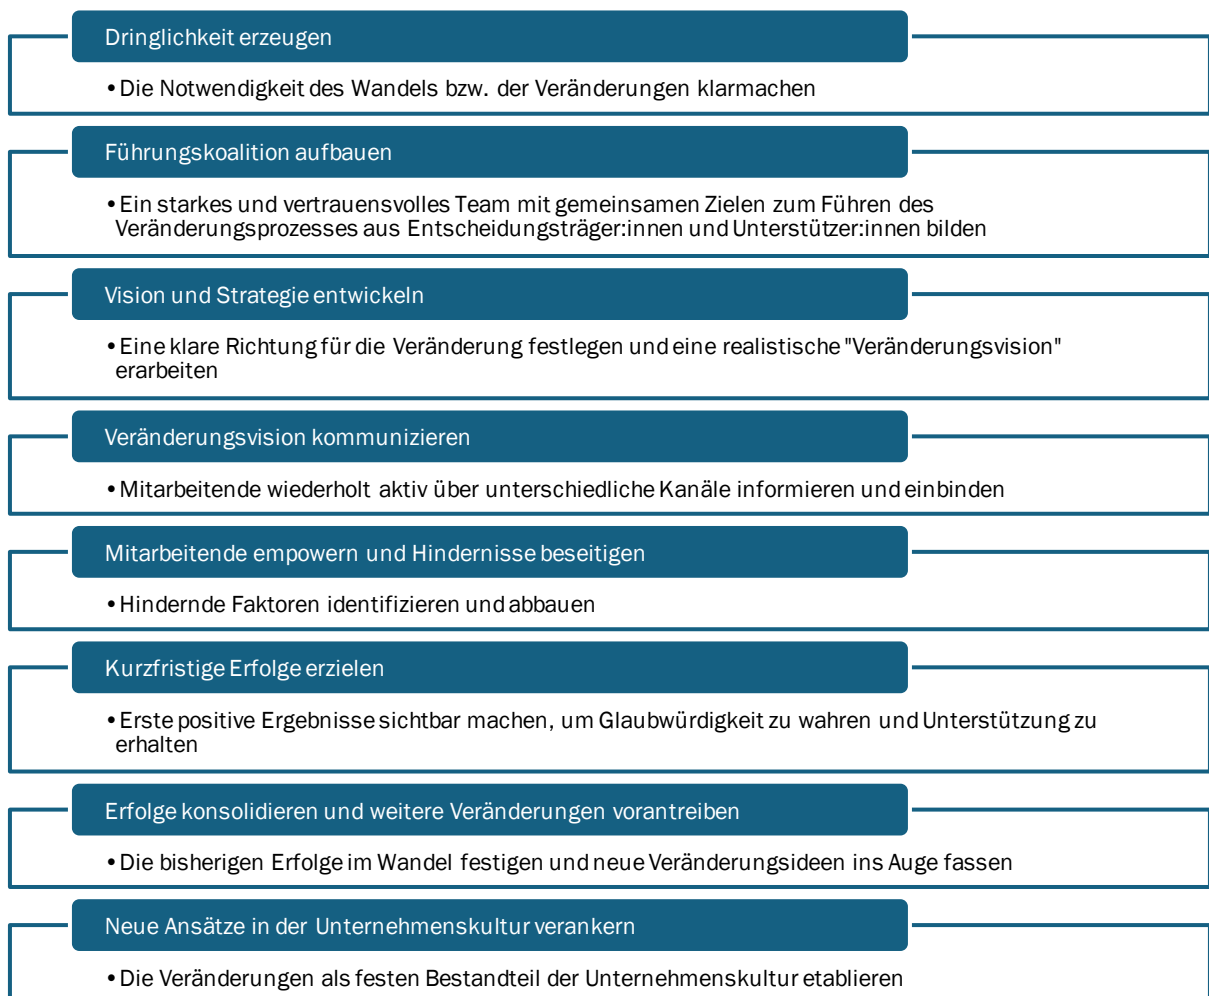 Dringlichkeit erzeugen
•Die Notwendigkeit des Wandels bzw. der Veränderungen klarmachen
Führungskoalition aufbauen
•Ein starkes und vertrauensvolles Team mit gemeinsamen Zielen zum Führen des
Veränderungsprozesses aus Entscheidungsträger:innen und Unterstützer:innen bilden
Vision und Strategie entwickeln
•Eine klare Richtung für die Veränderung festlegen und eine realistische "Veränderungsvision"
erarbeiten
Veränderungsvision kommunizieren
•Mitarbeitende wiederholt aktiv über unterschiedliche Kanäle informieren und einbinden
Mitarbeitende empowern und Hindernisse beseitigen
•Hindernde Faktoren identifizieren und abbauen
Kurzfristige Erfolge erzielen
•Erste positive Ergebnisse sichtbar machen, um Glaubwürdigkeit zu wahren und Unterstützung zu
erhalten
Erfolge konsolidieren und weitere Veränderungen vorantreiben
•Die bisherigen Erfolge im Wandel festigen und neue Veränderungsideen ins Auge fassen
Neue Ansätze in der Unternehmenskultur verankern
•Die Veränderungen als festen Bestandteil der Unternehmenskultur etablieren